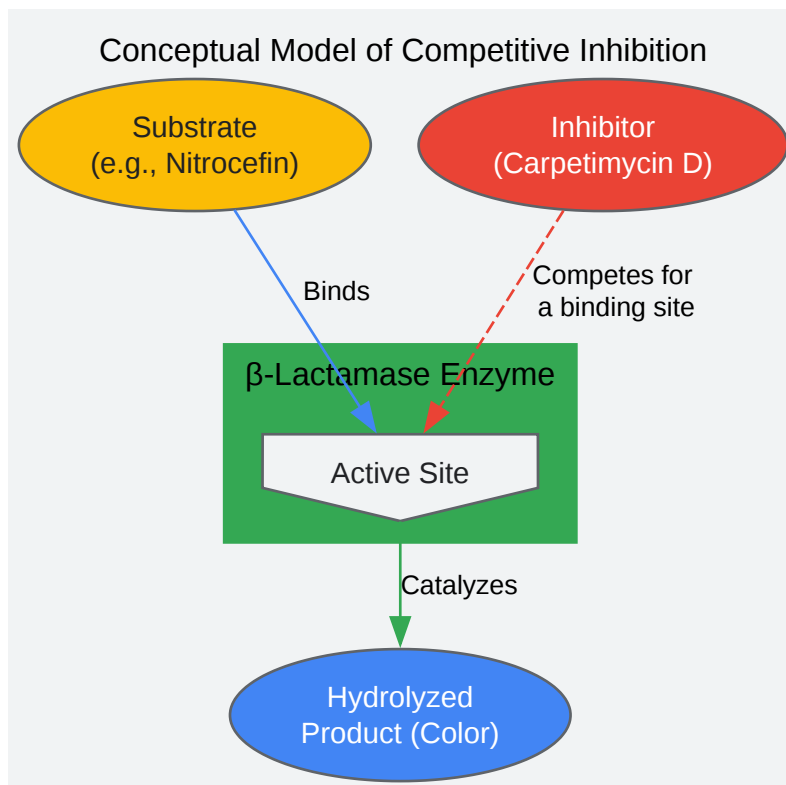 Conceptual Model of Competitive Inhibition
Substrate
(e.g., Nitrocefin)
Inhibitor
(Carpetimycin D)
Binds
Competes for
a binding site
β-Lactamase Enzyme
Active Site
Catalyzes
Hydrolyzed
Product (Color)